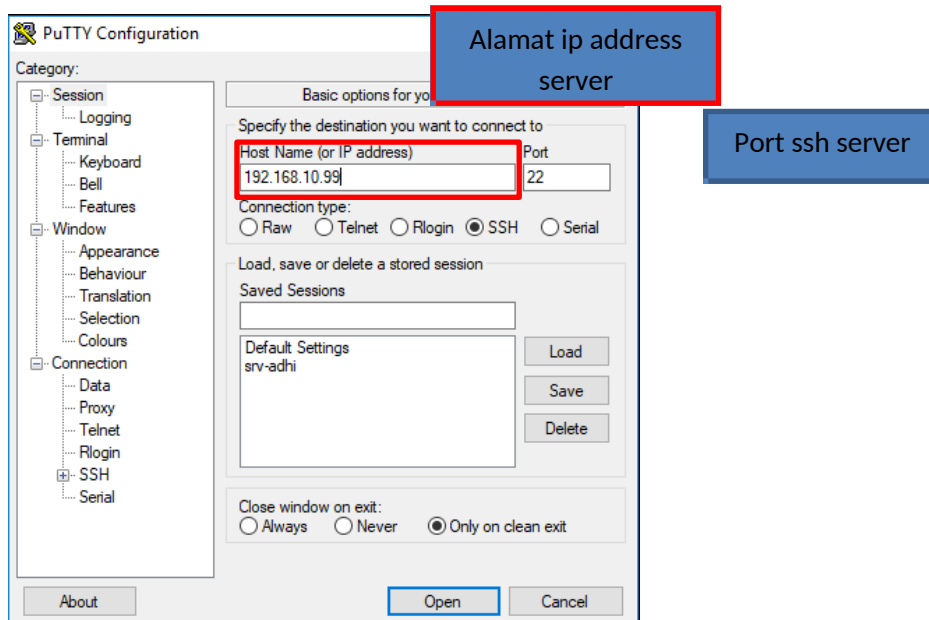 PuTTY Configuration
Alamat ip address
server
Port ssh server
Category:
Session
Logging
Terminal
Keyboard
Bell
Features
Window
Appearance
Behaviour
Translation
Selection
Colours
Connection
Data
Proxy
Telnet
Rlogin
SSH
Serial
Basic options for yo
Specify the destination you want to connect to
Host Name (or IP address) Port
192.168.10.99 22
Connection type:
Raw Telnet Rlogin SSH Serial
Load, save or delete a stored session
Saved Sessions
Default Settings
srv-adhi
Load
Save
Delete
Close window on exit:
Always Never Only on clean exit
About Open Cancel